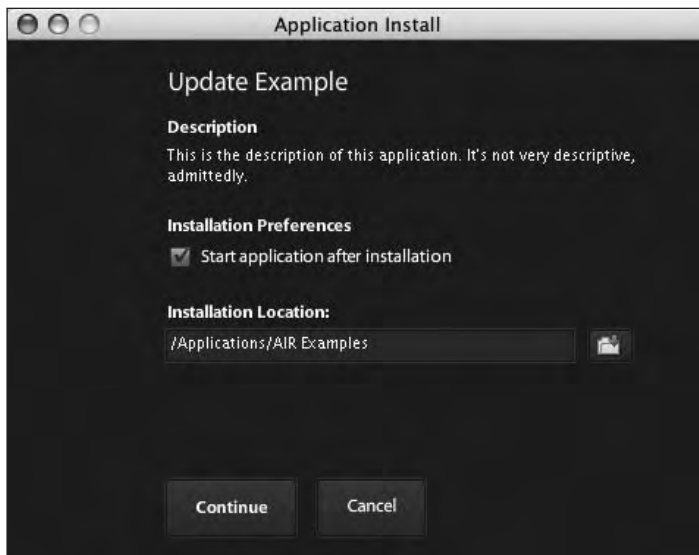 Application Install
Update Example
Description
This is the description of this application. It's not very descriptive,
admittedly.
Installation Preferences
Start application after installation
Installation Location:
/Applications/AIR Examples
Continue
Cancel